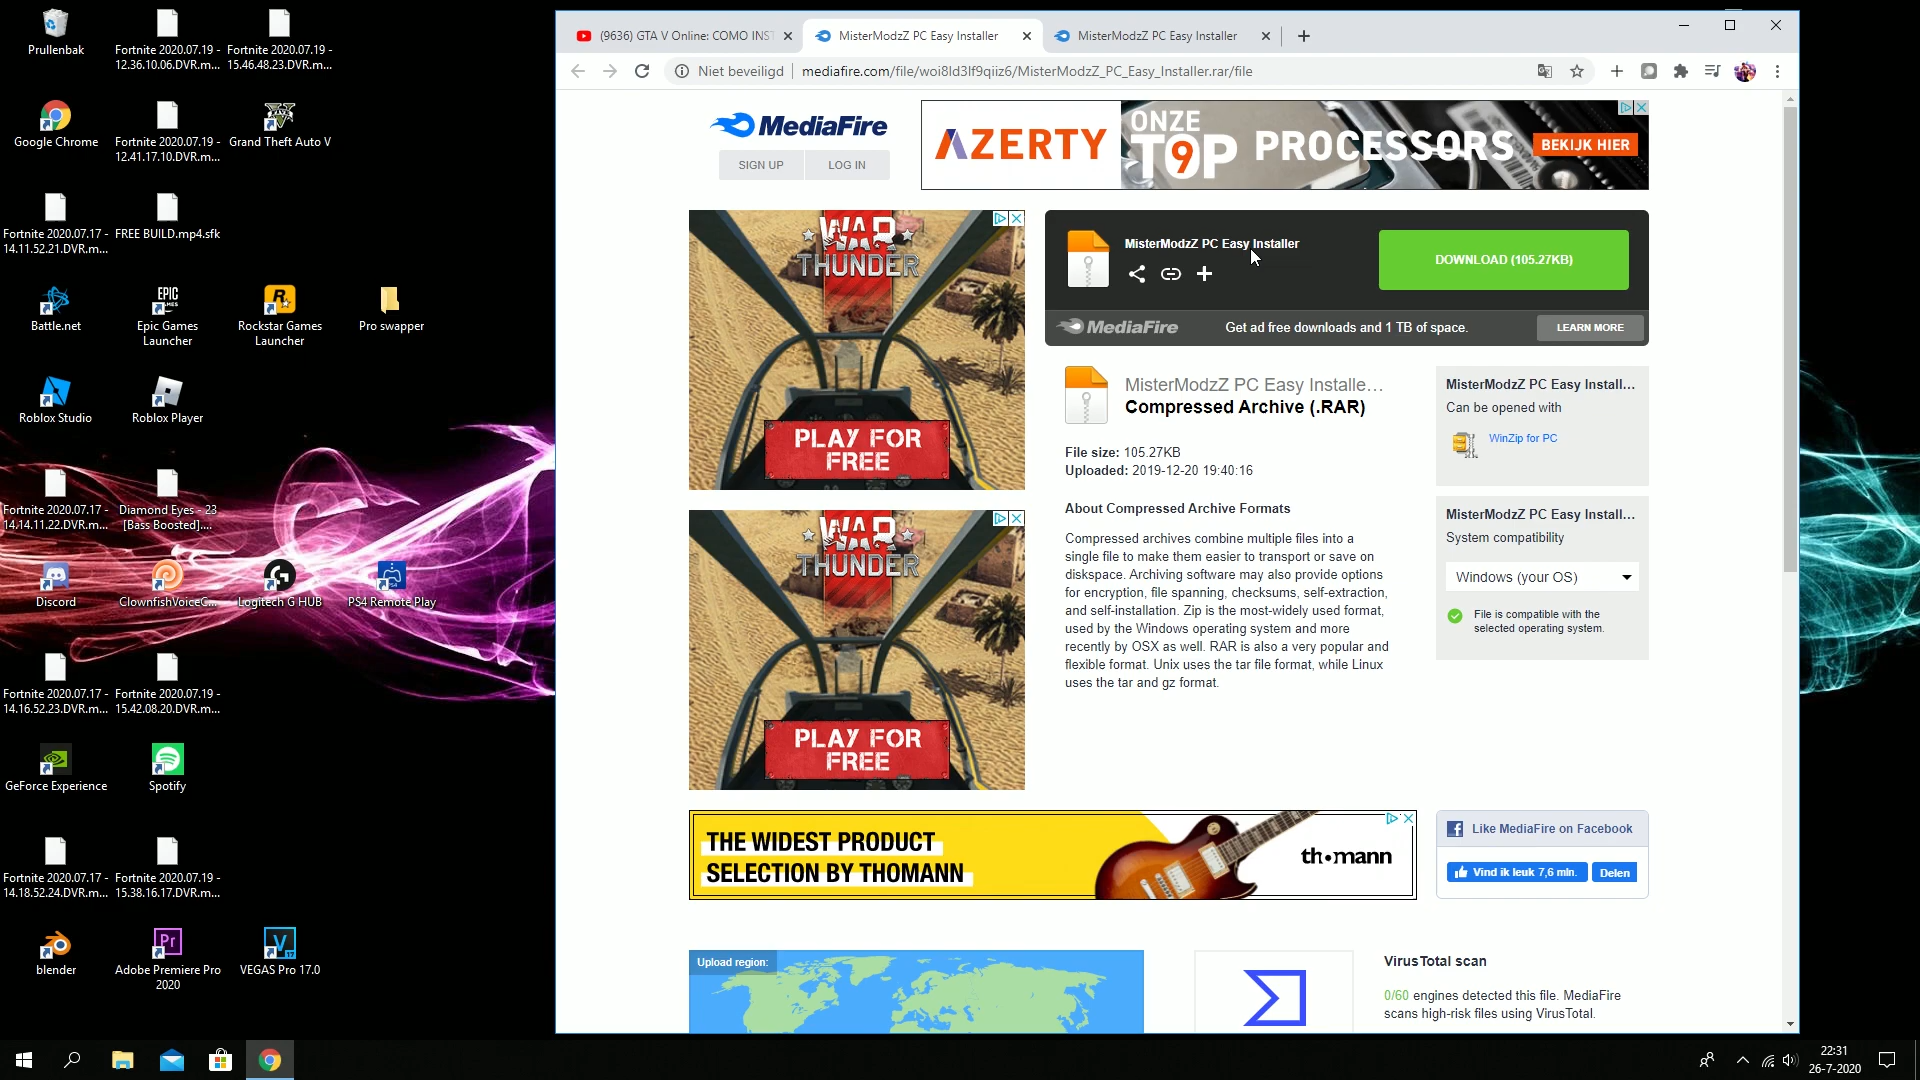 Prullenbak
Fortnite 2020.07.19 -
12.36.10.06.DVR.m...
Fortnite 2020.07.19 -
15.46.48.23.DVR.m...
Google Chrome
Fortnite 2020.07.19 -
12.41.17.10.DVR.m...
Grand Theft Auto V
Fortnite 2020.07.17 -
14.11.52.21.DVR.m...
FREE BUILD.mp4.sfk
Battle.net
EPIC
GAMES
Epic Games
Launcher
Rockstar Games
Launcher
Pro swapper
Roblox Studio
Roblox Player
Fortnite 2020.07.17 -
14.14.11.22.DVR.m...
Diamond Eyes - 23
[Bass Boosted]....
Discord
ClownfishVoiceC...
Logitech G HUB
PS4 Remote Play
Fortnite 2020.07.17 -
14.16.52.23.DVR.m...
Fortnite 2020.07.19 -
15.42.08.20.DVR.m...
GeForce Experience
Spotify
Fortnite 2020.07.17 -
14.18.52.24.DVR.m...
Fortnite 2020.07.19 -
15.38.16.17.DVR.m...
blender
Pr
Adobe Premiere Pro
2020
V
17
VEGAS Pro 17.0
(9636) GTA V Online: COMO INST
MisterModzZ PC Easy Installer
MisterModzZ PC Easy Installer
Niet beveiligd
mediafire.com/file/woi8ld3lf9qiiz6/MisterModzZ_PC_Easy_Installer.rar/file
MediaFire
SIGN UP
LOG IN
AZERTY
ONZE
TOP
9
PROCESSORS
BEKIJK HIER
WAR
THUNDER
PLAY FOR
FREE
MisterModzZ PC Easy Installer
DOWNLOAD (105.27KB)
MediaFire
Get ad free downloads and 1 TB of space.
LEARN MORE
MisterModzZ PC Easy Installe...
Compressed Archive (.RAR)
File size: 105.27KB
Uploaded: 2019-12-20 19:40:16
About Compressed Archive Formats
Compressed archives combine multiple files into a
single file to make them easier to transport or save on
diskspace. Archiving software may also provide options
for encryption, file spanning, checksums, self-extraction,
and self-installation. Zip is the most-widely used format,
used by the Windows operating system and more
recently by OSX as well. RAR is also a very popular and
flexible format. Unix uses the tar file format, while Linux
uses the tar and gz format.
MisterModzZ PC Easy Install...
Can be opened with
WinZip for PC
MisterModzZ PC Easy Install...
System compatibility
Windows (your OS)
File is compatible with the
selected operating system.
WAR
THUNDER
PLAY FOR
FREE
THE WIDEST PRODUCT
SELECTION BY THOMANN
th•mann
Like MediaFire on Facebook
Vind ik leuk 7,6 mln.
Delen
Upload region:
VirusTotal scan
0/60 engines detected this file. MediaFire
scans high-risk files using VirusTotal.
22:31
26-7-2020